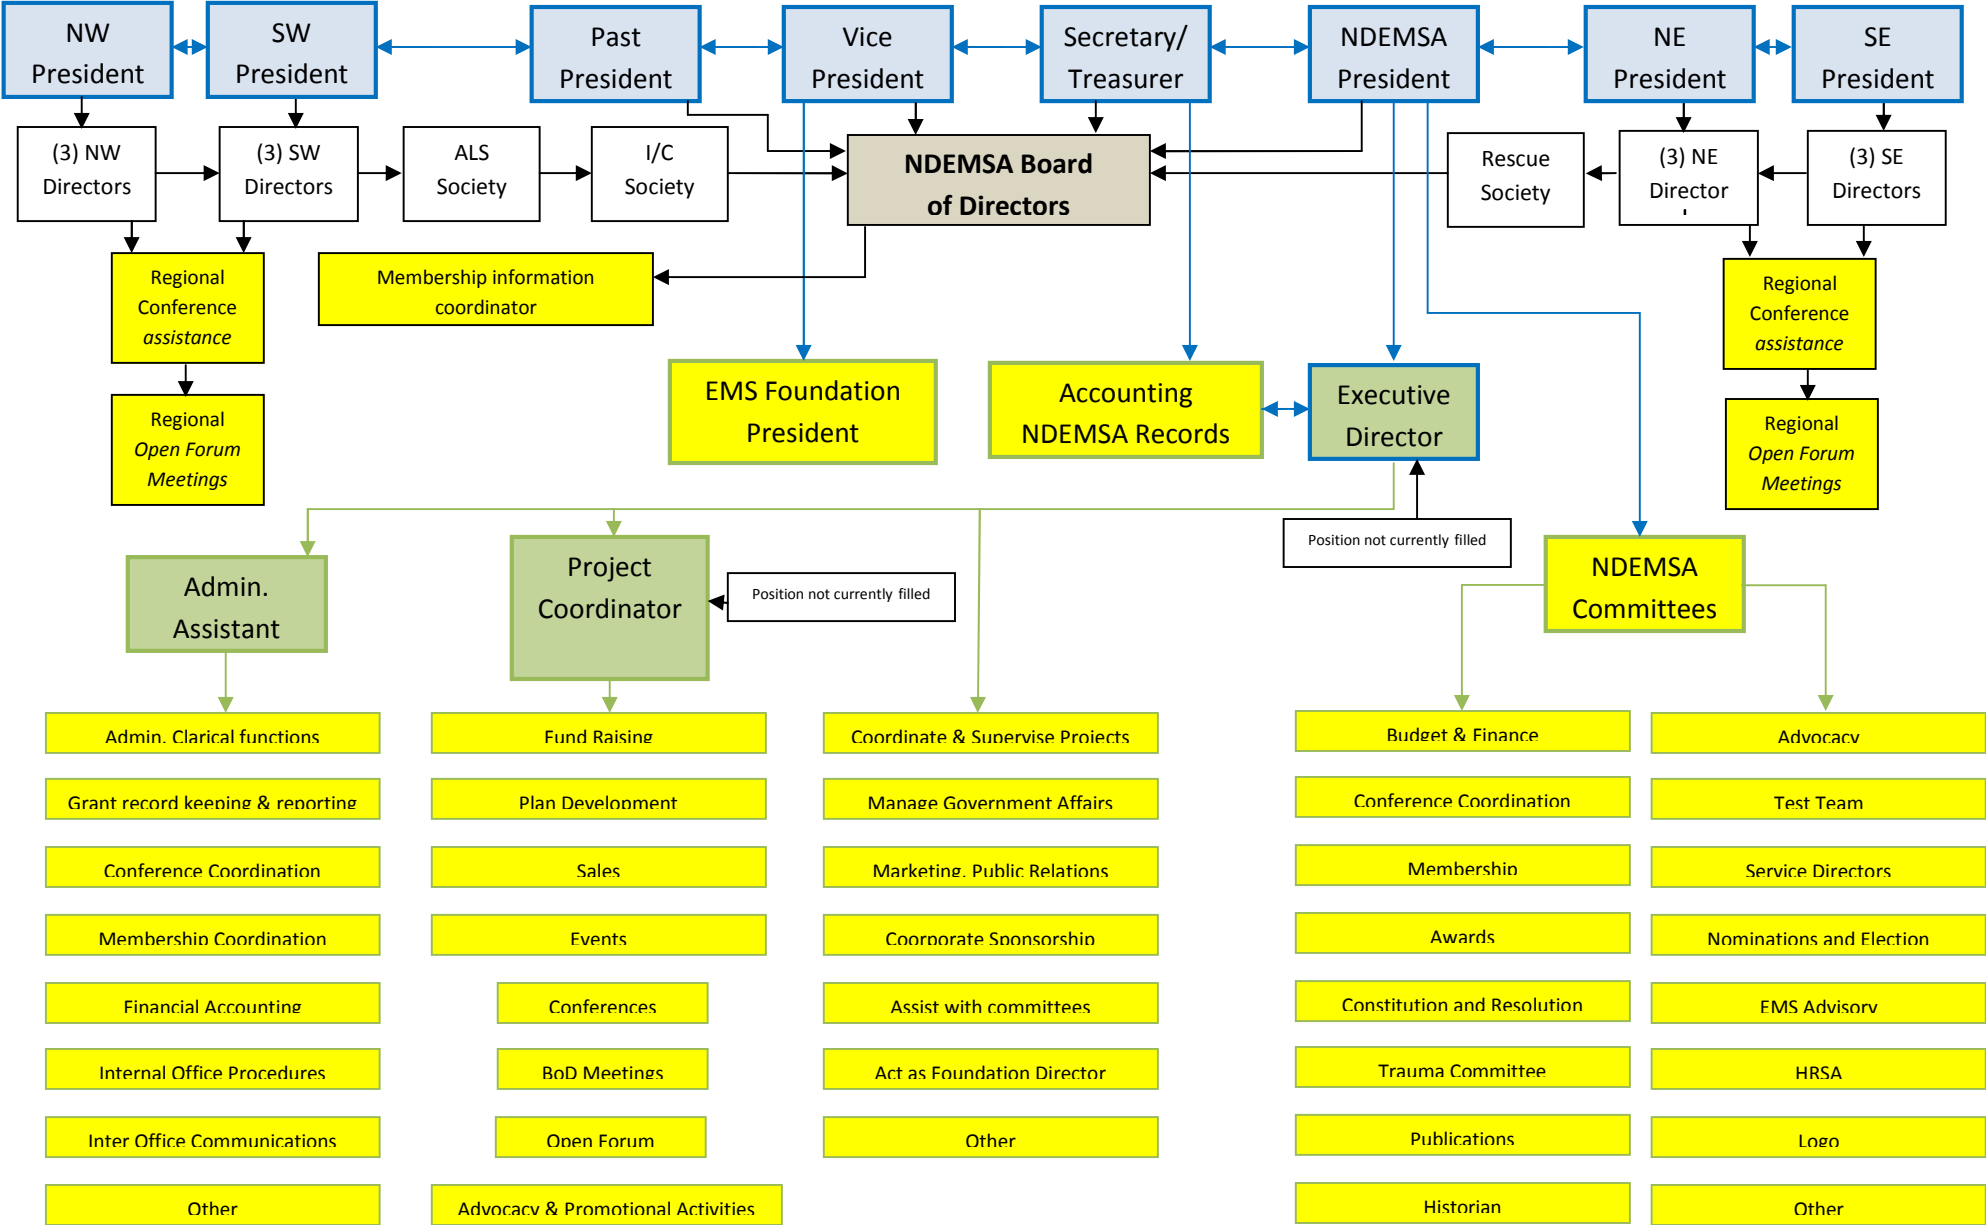 NW
President
SW
President
Past
President
Vice
President
Secretary/
Treasurer
NDEMSA
President
NE
President
SE
President
(3) NW
Directors
(3) SW
Directors
ALS
Society
I/C
Society
NDEMSA Board
of Directors
Rescue
Society
(3) NE
Director
(3) SE
Directors
Regional
Conference
assistance
Membership information
coordinator
Regional
Conference
assistance
Regional
Open Forum
Meetings
EMS Foundation
President
Accounting
NDEMSA Records
Executive
Director
Regional
Open Forum
Meetings
Position not currently filled
Admin.
Assistant
Project
Coordinator
Position not currently filled
NDEMSA
Committees
Admin. Clarical functions
Grant record keeping & reporting
Conference Coordination
Membership Coordination
Financial Accounting
Internal Office Procedures
Inter Office Communications
Other
Fund Raising
Plan Development
Sales
Events
Conferences
BoD Meetings
Open Forum
Advocacy & Promotional Activities
Coordinate & Supervise Projects
Manage Government Affairs
Marketing, Public Relations
Coorporate Sponsorship
Assist with committees
Act as Foundation Director
Other
Budget & Finance
Conference Coordination
Membership
Awards
Constitution and Resolution
Trauma Committee
Publications
Historian
Advocacy
Test Team
Service Directors
Nominations and Election
EMS Advisory
HRSA
Logo
Other